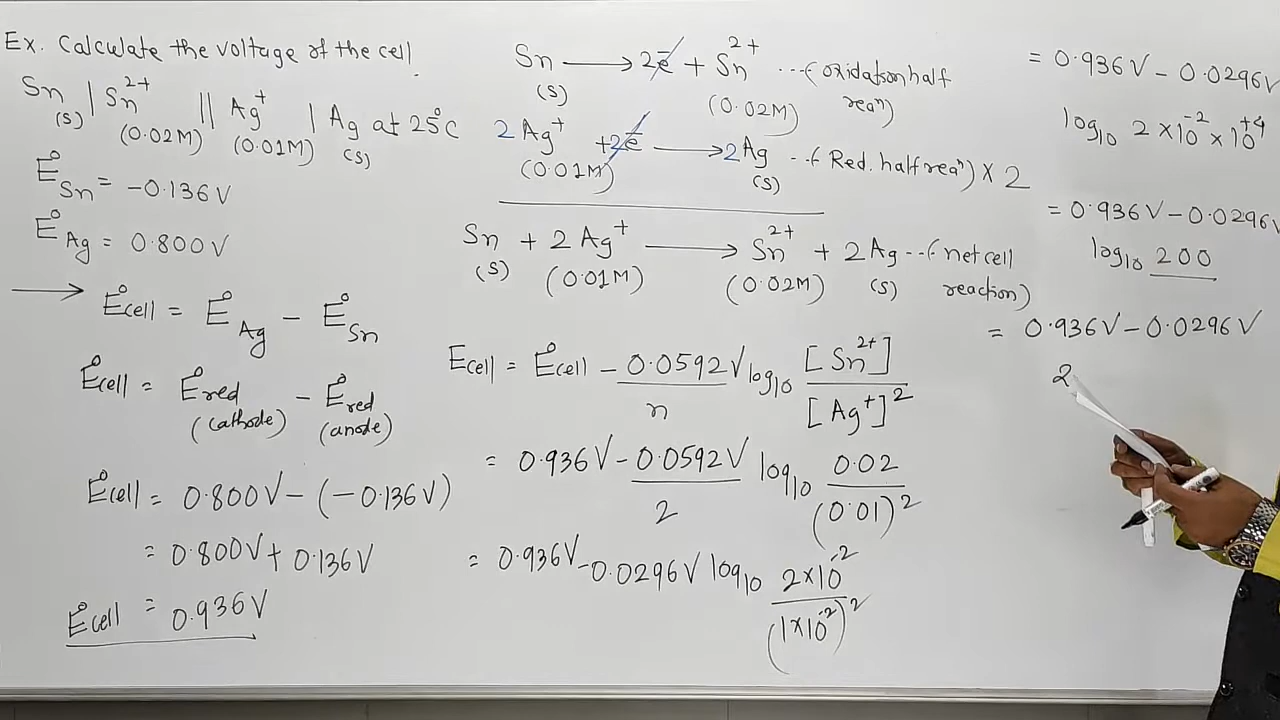 Ex. Calculate the voltage of the cell.
Sn | Sn²⁺ || Ag⁺ | Ag at 25°C
(s) (0.02M) (0.01M) (s)
E°Sn = -0.136V
E°Ag = 0.800V
→ E°cell = E°Ag - E°Sn
E°cell = E°red - E°red
(cathode) (anode)
E°cell = 0.800V - (-0.136V)
= 0.800V + 0.136V
E°cell = 0.936V
Sn → 2e⁻ + Sn²⁺ ---(oxidation half
(s) (0.02M) reaⁿ)
2Ag⁺ + 2e⁻ → 2Ag --(Red. half reaⁿ) × 2
(0.01M) (s)
Sn + 2Ag⁺ → Sn²⁺ + 2Ag --(net cell
(s) (0.01M) (0.02M) (s) reaction)
Ecell = E°cell - 0.0592V/n log₁₀ [Sn²⁺]/[Ag⁺]²
= 0.936V - 0.0592V/2 log₁₀ 0.02/(0.01)²
= 0.936V - 0.0296V log₁₀ 2×10⁻²/(1×10⁻²)²
= 0.936V - 0.0296V
log₁₀ 2×10⁻²×10⁺⁴
= 0.936V - 0.0296V
log₁₀ 200
= 0.936V - 0.0296V
2